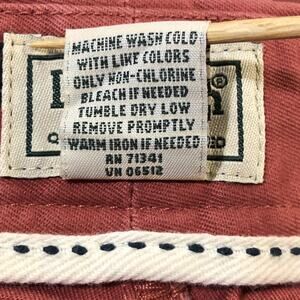 MACHINE WASH COLD
WITH LIKE COLORS
ONLY NON-CHLORINE
BLEACH IF NEEDED
TUMBLE DRY LOW
REMOVE PROMPTLY
WARM IRON IF NEEDED
RN 71341
VN 06512